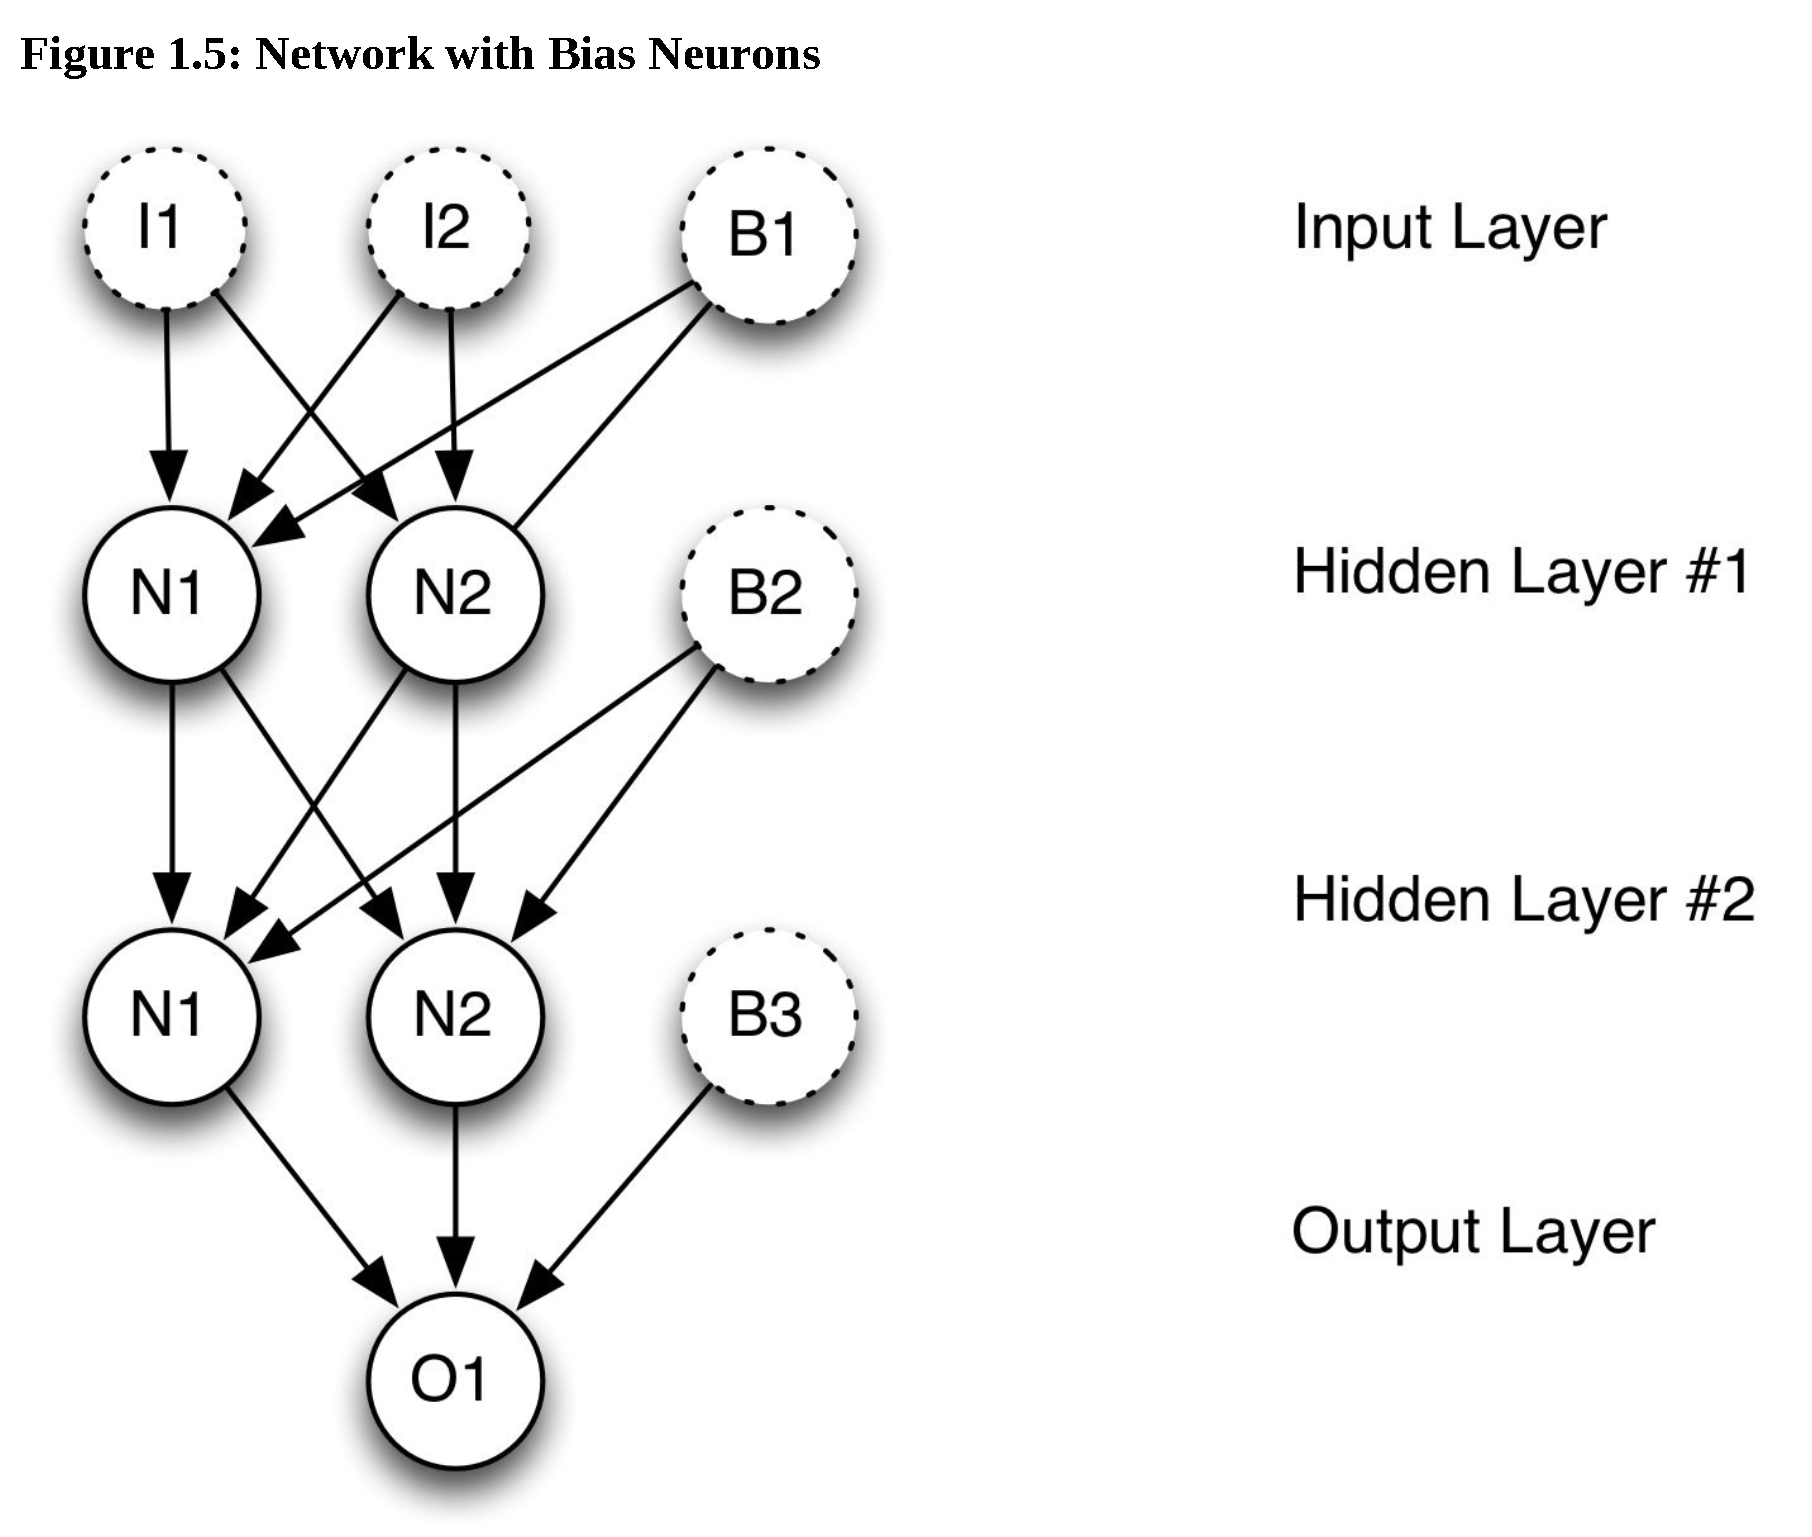 Figure 1.5: Network with Bias Neurons
I1 I2 B1 Input Layer
N1 N2 B2 Hidden Layer #1
Hidden Layer #2
N1 N2 B3
Output Layer
O1